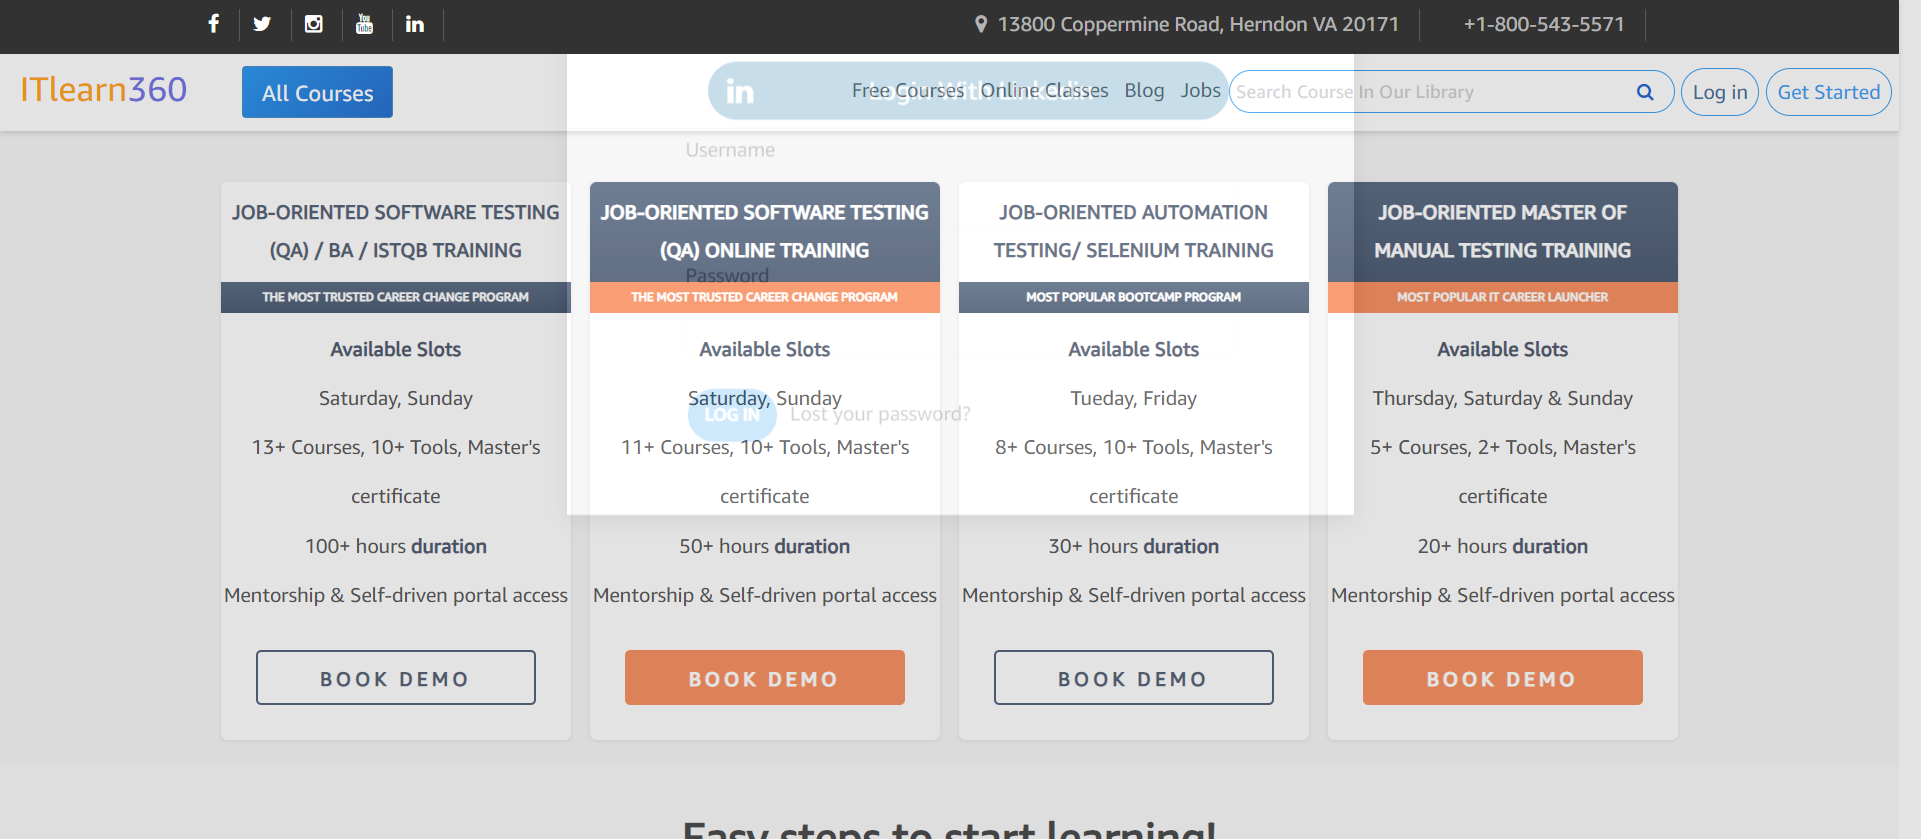 13800 Coppermine Road, Herndon VA 20171
+1-800-543-5571
ITlearn360
All Courses
Free Courses
Online Classes
Blog
Jobs
Search Course In Our Library
Log in
Get Started
Login With Linkedin
Username
Password
LOG IN
Lost your password?
JOB-ORIENTED SOFTWARE TESTING
(QA) / BA / ISTQB TRAINING
THE MOST TRUSTED CAREER CHANGE PROGRAM
Available Slots
Saturday, Sunday
13+ Courses, 10+ Tools, Master's
certificate
100+ hours duration
Mentorship & Self-driven portal access
BOOK DEMO
JOB-ORIENTED SOFTWARE TESTING
(QA) ONLINE TRAINING
THE MOST TRUSTED CAREER CHANGE PROGRAM
Available Slots
Saturday, Sunday
11+ Courses, 10+ Tools, Master's
certificate
50+ hours duration
Mentorship & Self-driven portal access
BOOK DEMO
JOB-ORIENTED AUTOMATION
TESTING/ SELENIUM TRAINING
MOST POPULAR BOOTCAMP PROGRAM
Available Slots
Tueday, Friday
8+ Courses, 10+ Tools, Master's
certificate
30+ hours duration
Mentorship & Self-driven portal access
BOOK DEMO
JOB-ORIENTED MASTER OF
MANUAL TESTING TRAINING
MOST POPULAR IT CAREER LAUNCHER
Available Slots
Thursday, Saturday & Sunday
5+ Courses, 2+ Tools, Master's
certificate
20+ hours duration
Mentorship & Self-driven portal access
BOOK DEMO
Easy steps to start learning!